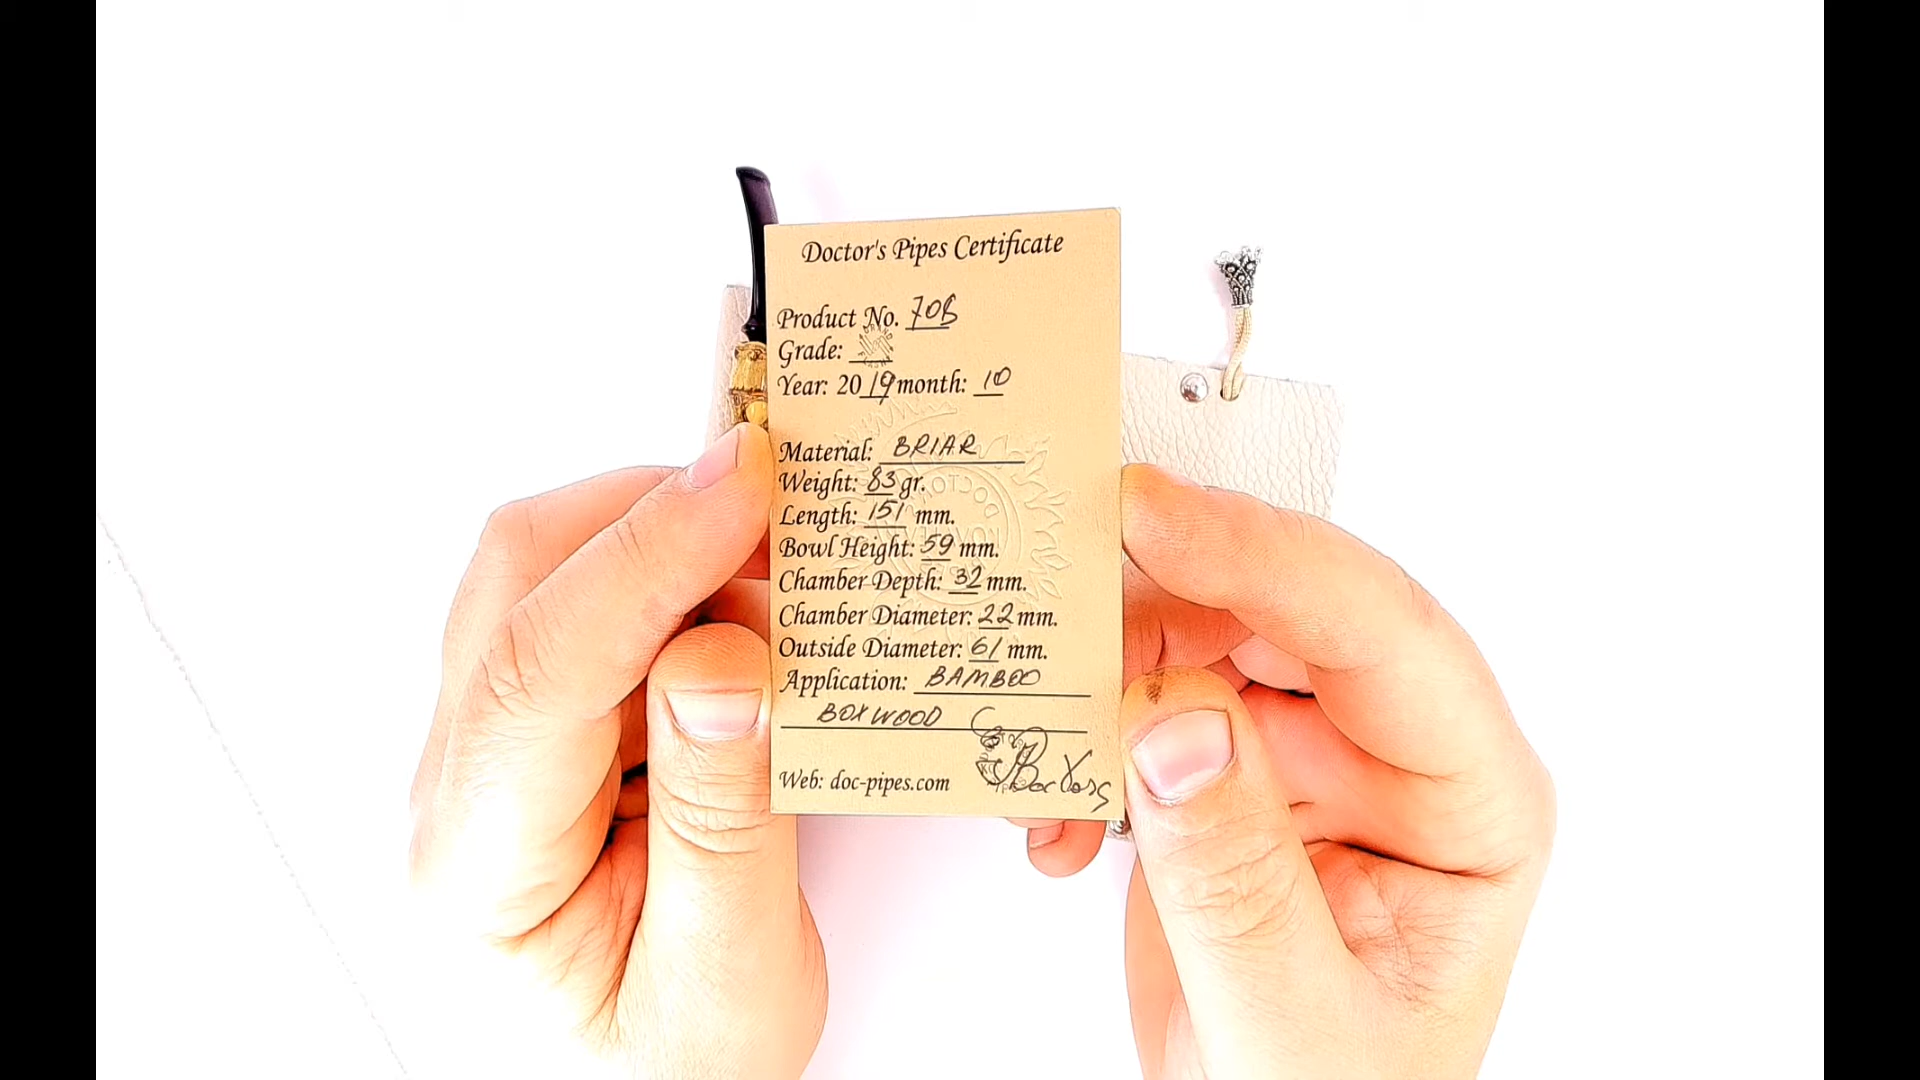 Doctor's Pipes Certificate
Product No. 708
Grade:
Year: 2019 month: 10
Material: BRIAR
Weight: 83 gr.
Length: 151 mm.
Bowl Height: 59 mm.
Chamber Depth: 32 mm.
Chamber Diameter: 22 mm.
Outside Diameter: 61 mm.
Application: BAMBOO
BOXWOOD
Web: doc-pipes.com